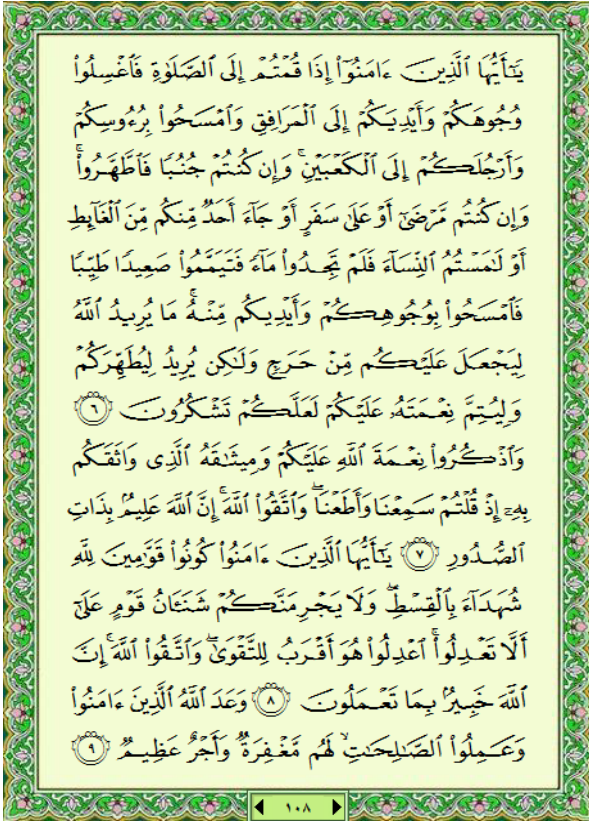 يَٰٓأَيُّهَا ٱلَّذِينَ ءَامَنُوٓاْ إِذَا قُمۡتُمۡ إِلَى ٱلصَّلَوٰةِ فَٱغۡسِلُواْ
وُجُوهَكُمۡ وَأَيۡدِيَكُمۡ إِلَى ٱلۡمَرَافِقِ وَٱمۡسَحُواْ بِرُءُوسِكُمۡ
وَأَرۡجُلَكُمۡ إِلَى ٱلۡكَعۡبَيۡنِۚ وَإِن كُنتُمۡ جُنُبٗا فَٱطَّهَّرُواْۚ
وَإِن كُنتُم مَّرۡضَىٰٓ أَوۡ عَلَىٰ سَفَرٍ أَوۡ جَآءَ أَحَدٞ مِّنكُم مِّنَ ٱلۡغَآئِطِ
أَوۡ لَٰمَسۡتُمُ ٱلنِّسَآءَ فَلَمۡ تَجِدُواْ مَآءٗ فَتَيَمَّمُواْ صَعِيدٗا طَيِّبٗا
فَٱمۡسَحُواْ بِوُجُوهِكُمۡ وَأَيۡدِيكُم مِّنۡهُۚ مَا يُرِيدُ ٱللَّهُ
لِيَجۡعَلَ عَلَيۡكُم مِّنۡ حَرَجٖ وَلَٰكِن يُرِيدُ لِيُطَهِّرَكُمۡ
وَلِيُتِمَّ نِعۡمَتَهُۥ عَلَيۡكُمۡ لَعَلَّكُمۡ تَشۡكُرُونَ ٦
وَٱذۡكُرُواْ نِعۡمَةَ ٱللَّهِ عَلَيۡكُمۡ وَمِيثَٰقَهُ ٱلَّذِي وَاثَقَكُم
بِهِۦٓ إِذۡ قُلۡتُمۡ سَمِعۡنَا وَأَطَعۡنَاۖ وَٱتَّقُواْ ٱللَّهَۚ إِنَّ ٱللَّهَ عَلِيمُۢ بِذَاتِ
ٱلصُّدُورِ ٧ يَٰٓأَيُّهَا ٱلَّذِينَ ءَامَنُواْ كُونُواْ قَوَّٰمِينَ لِلَّهِ
شُهَدَآءَ بِٱلۡقِسۡطِۖ وَلَا يَجۡرِمَنَّكُمۡ شَنَـَٔانُ قَوۡمٍ عَلَىٰٓ
أَلَّا تَعۡدِلُواْۚ ٱعۡدِلُواْ هُوَ أَقۡرَبُ لِلتَّقۡوَىٰۖ وَٱتَّقُواْ ٱللَّهَۚ إِنَّ
ٱللَّهَ خَبِيرُۢ بِمَا تَعۡمَلُونَ ٨ وَعَدَ ٱللَّهُ ٱلَّذِينَ ءَامَنُواْ
وَعَمِلُواْ ٱلصَّٰلِحَٰتِ لَهُم مَّغۡفِرَةٞ وَأَجۡرٌ عَظِيمٞ ٩
١٠٨